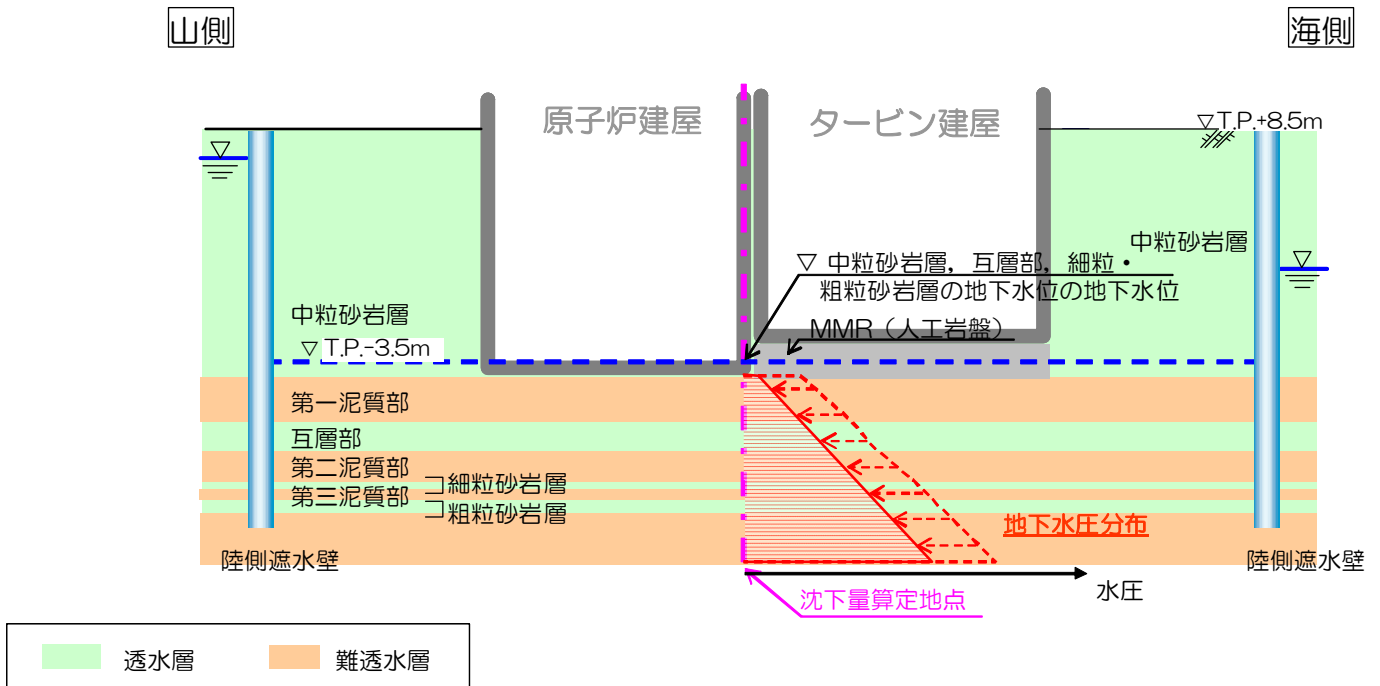 山側
海側
原子炉建屋
タービン建屋
▽T.P.+8.5m
中粒砂岩層
▽ 中粒砂岩層，互層部，細粒・
粗粒砂岩層の地下水位の地下水位
MMR（人工岩盤）
中粒砂岩層
▽T.P.-3.5m
第一泥質部
互層部
第二泥質部
細粒砂岩層
第三泥質部
粗粒砂岩層
地下水圧分布
陸側遮水壁
陸側遮水壁
水圧
沈下量算定地点
透水層
難透水層